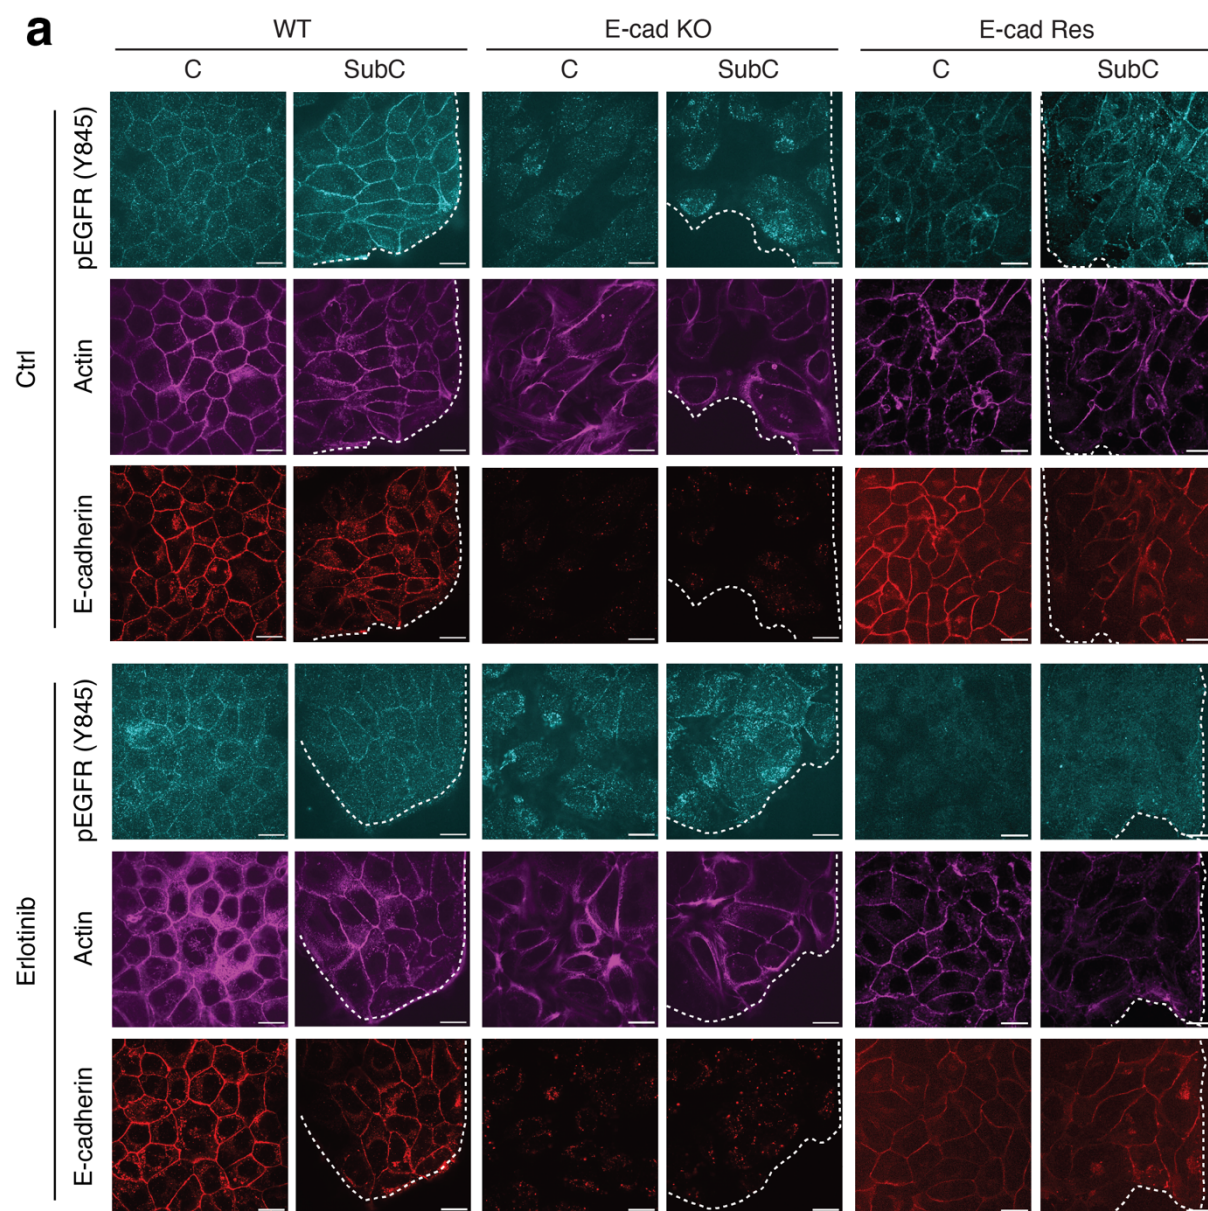 a
WT E-cad KO E-cad Res
C SubC C SubC C SubC
Ctrl
pEGFR (Y845)
Actin
E-cadherin
Erlotinib
pEGFR (Y845)
Actin
E-cadherin